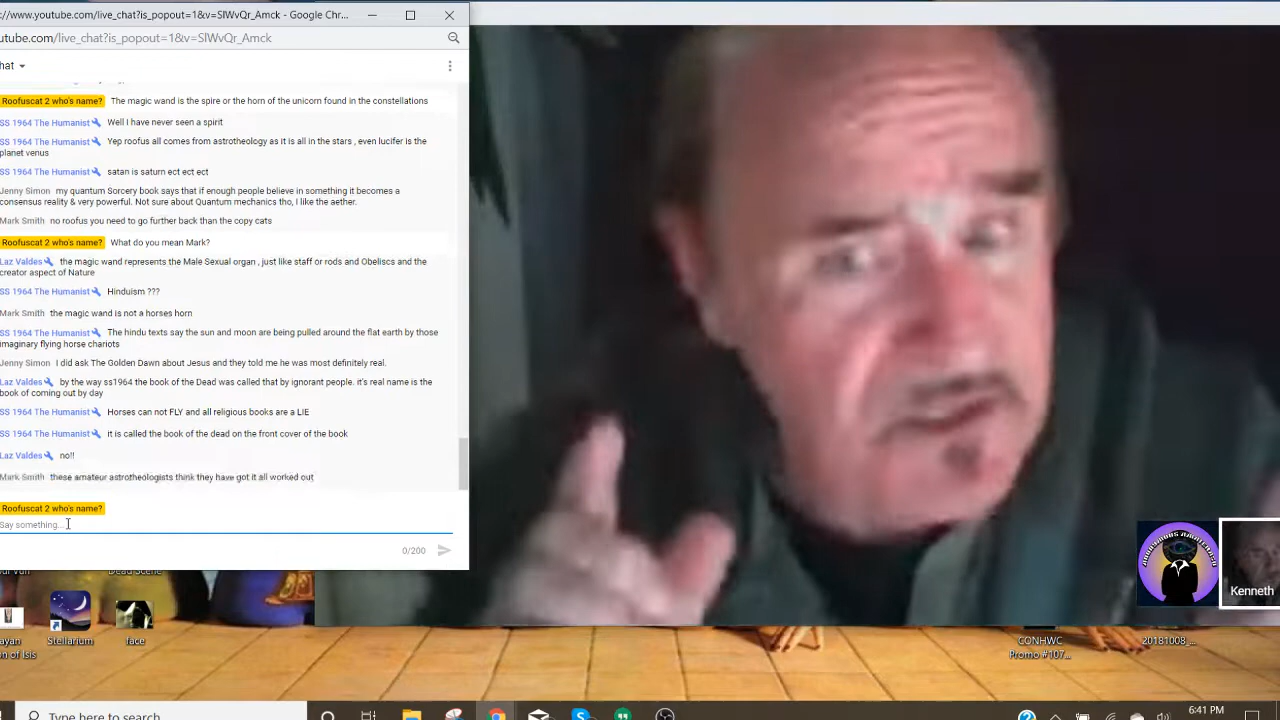 ://www.youtube.com/live_chat?is_popout=1&v=SlWvQr_Amck - Google Chr...
utube.com/live_chat?is_popout=1&v=SlWvQr_Amck
hat
Roofuscat 2 who's name? The magic wand is the spire or the horn of the unicorn found in the constellations
SS 1964 The Humanist Well I have never seen a spirit
SS 1964 The Humanist Yep roofus all comes from astrotheology as it is all in the stars , even lucifer is the
planet venus
SS 1964 The Humanist satan is saturn ect ect ect
Jenny Simon my quantum Sorcery book says that if enough people believe in something it becomes a
consensus reality & very powerful. Not sure about Quantum mechanics tho, I like the aether.
Mark Smith no roofus you need to go further back than the copy cats
Roofuscat 2 who's name? What do you mean Mark?
Laz Valdes the magic wand represents the Male Sexual organ , just like staff or rods and Obeliscs and the
creator aspect of Nature
SS 1964 The Humanist Hinduism ???
Mark Smith the magic wand is not a horses horn
SS 1964 The Humanist The hindu texts say the sun and moon are being pulled around the flat earth by those
imaginary flying horse chariots
Jenny Simon I did ask The Golden Dawn about Jesus and they told me he was most definitely real.
Laz Valdes by the way ss1964 the book of the Dead was called that by ignorant people. it's real name is the
book of coming out by day
SS 1964 The Humanist Horses can not FLY and all religious books are a LIE
SS 1964 The Humanist it is called the book of the dead on the front cover of the book
Laz Valdes no!!
Mark Smith these amateur astrotheologists think they have got it all worked out
Roofuscat 2 who's name?
Say something...
0/200
Kenneth
Dead Scene
ayan
on of Isis
Stellarium
face
CONHWC
Promo #107...
20181008_...
Type here to search
6:41 PM